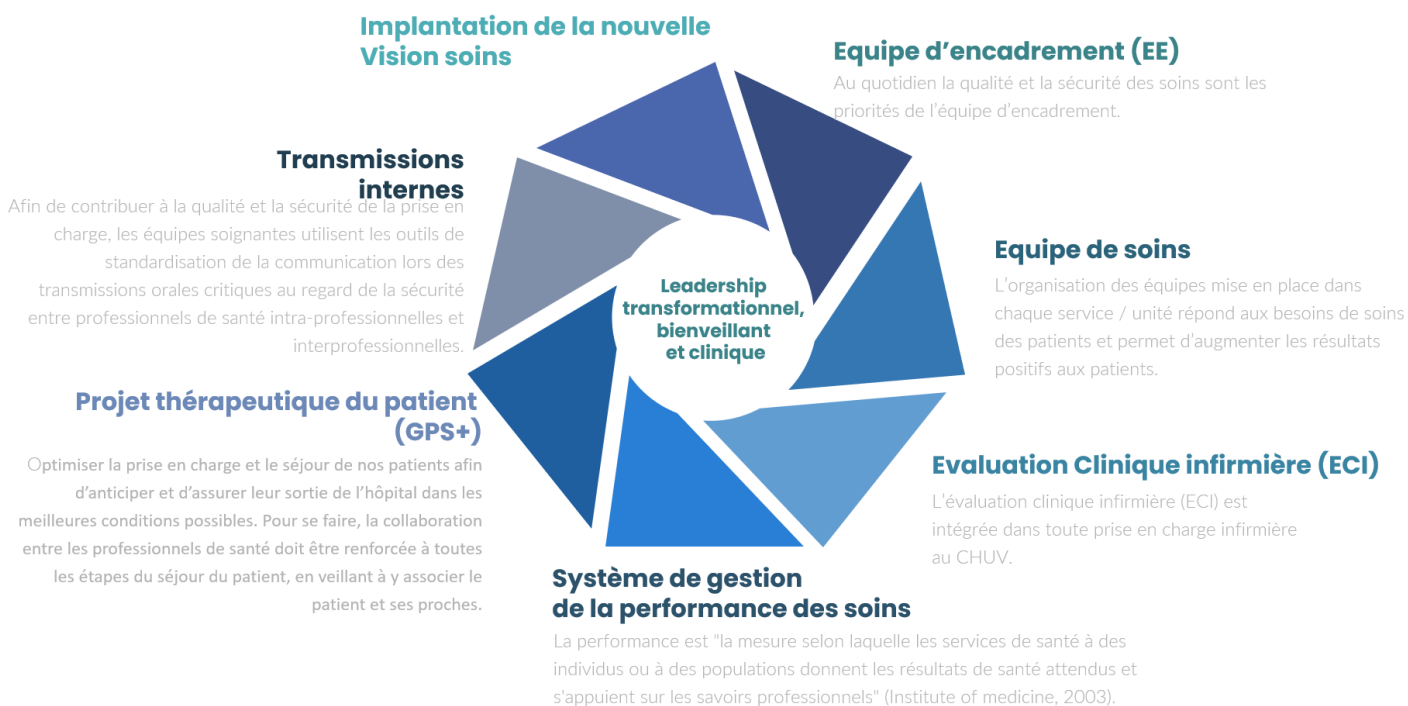 Implantation de la nouvelle
Vision soins
Equipe d’encadrement (EE)
Au quotidien la qualité et la sécurité des soins sont les
priorités de l’équipe d’encadrement.
Transmissions
internes
Afin de contribuer à la qualité et la sécurité de la prise en
charge, les équipes soignantes utilisent les outils de
standardisation de la communication lors des
transmissions orales critiques au regard de la sécurité
entre professionnels de santé intra-professionnelles et
interprofessionnelles.
Equipe de soins
L’organisation des équipes mise en place dans
chaque service / unité répond aux besoins de soins
des patients et permet d’augmenter les résultats
positifs aux patients.
Leadership
transformationnel,
bienveillant
et clinique
Projet thérapeutique du patient
(GPS+)
Optimiser la prise en charge et le séjour de nos patients afin
d’anticiper et d’assurer leur sortie de l’hôpital dans les
meilleures conditions possibles. Pour se faire, la collaboration
entre les professionnels de santé doit être renforcée à toutes
les étapes du séjour du patient, en veillant à y associer le
patient et ses proches.
Evaluation Clinique infirmière (ECI)
L’évaluation clinique infirmière (ECI) est
intégrée dans toute prise en charge infirmière
au CHUV.
Système de gestion
de la performance des soins
La performance est "la mesure selon laquelle les services de santé à des
individus ou à des populations donnent les résultats de santé attendus et
s'appuient sur les savoirs professionnels" (Institute of medicine, 2003).